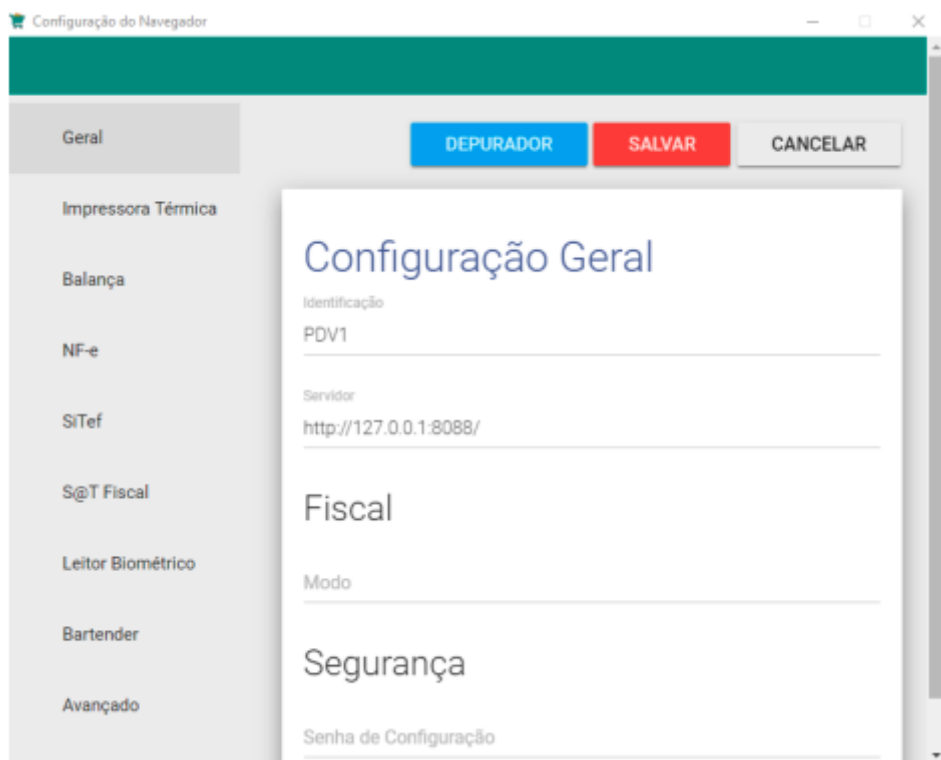 Configuração do Navegador
Geral
DEPURADOR
SALVAR
CANCELAR
Impressora Térmica
Balança
NF-e
SiTef
S@T Fiscal
Leitor Biométrico
Bartender
Avançado
Configuração Geral
Identificação
PDV1
Servidor
http://127.0.0.1:8088/
Fiscal
Modo
Segurança
Senha de Configuração